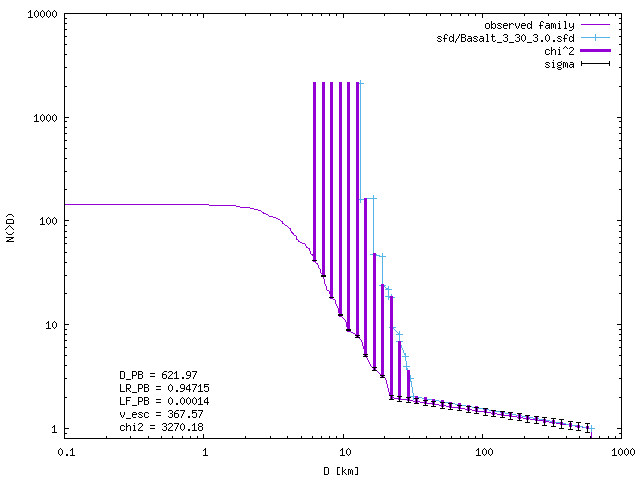 10000
1000
100
10
1
N(>D)
observed family
sfd/Basalt_3_30_3.0.sfd
chi^2
sigma
D_PB = 621.97
LR_PB = 0.94715
LF_PB = 0.00014
v_esc = 367.57
chi2 = 3270.18
0.1 1 10 100 1000
D [km]